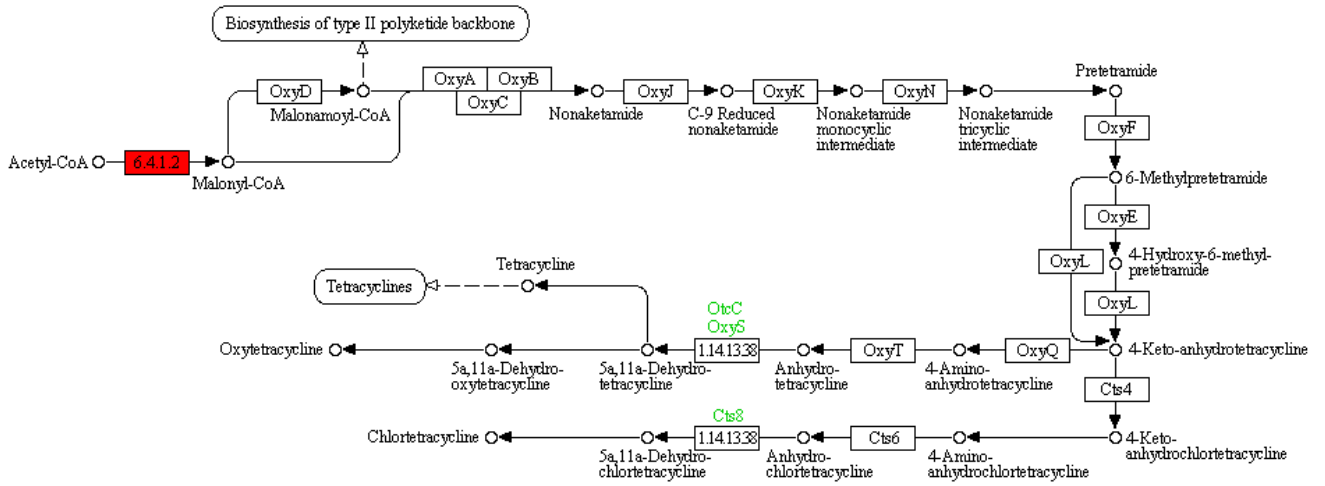 Biosynthesis of type II polyketide backbone
OxyD
Malonamoyl-CoA
OxyA
OxyB
OxyC
Nonaketamide
OxyJ
C-9 Reduced
nonaketamide
OxyK
Nonaketamide
monocyclic
intermediate
OxyN
Nonaketamide
tricyclic
intermediate
Pretetramide
OxyF
Acetyl-CoA
6.4.1.2
Malonyl-CoA
6-Methylpretetramide
OxyE
OxyL
4-Hydroxy-6-methyl-
pretetramide
OxyL
Tetracycline
Tetracyclines
OtcC
OxyS
Oxytetracycline
5a,11a-Dehydro-
oxytetracycline
5a,11a-Dehydro-
tetracycline
1.14.13.38
Anhydro-
tetracycline
OxyT
4-Amino-
anhydrotetracycline
OxyQ
4-Keto-anhydrotetracycline
Cts4
Cts8
Chlortetracycline
5a,11a-Dehydro-
chlortetracycline
1.14.13.38
Anhydro-
chlortetracycline
Cts6
4-Amino-
anhydrochlortetracycline
4-Keto-
anhydrochlortetracycline